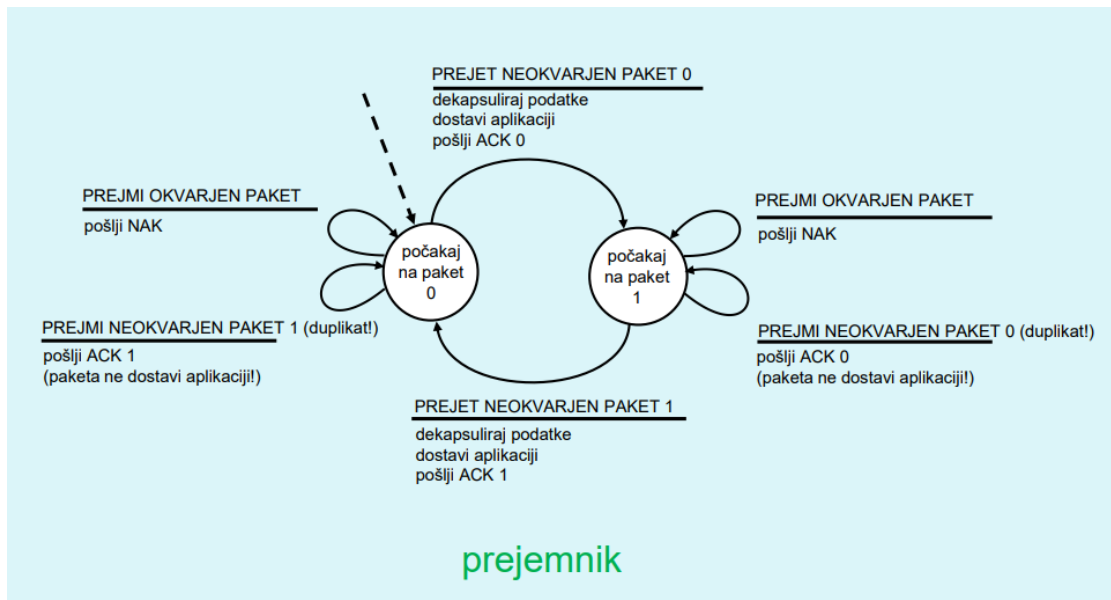 PREJET NEOKVARJEN PAKET 0
dekapsuliraj podatke
dostavi aplikaciji
pošlji ACK 0
PREJMI OKVARJEN PAKET
pošlji NAK
PREJMI OKVARJEN PAKET
pošlji NAK
počakaj
na paket
0
počakaj
na paket
1
PREJMI NEOKVARJEN PAKET 1 (duplikat!)
pošlji ACK 1
(paketa ne dostavi aplikaciji!)
PREJMI NEOKVARJEN PAKET 0 (duplikat!)
pošlji ACK 0
(paketa ne dostavi aplikaciji!)
PREJET NEOKVARJEN PAKET 1
dekapsuliraj podatke
dostavi aplikaciji
pošlji ACK 1
prejemnik